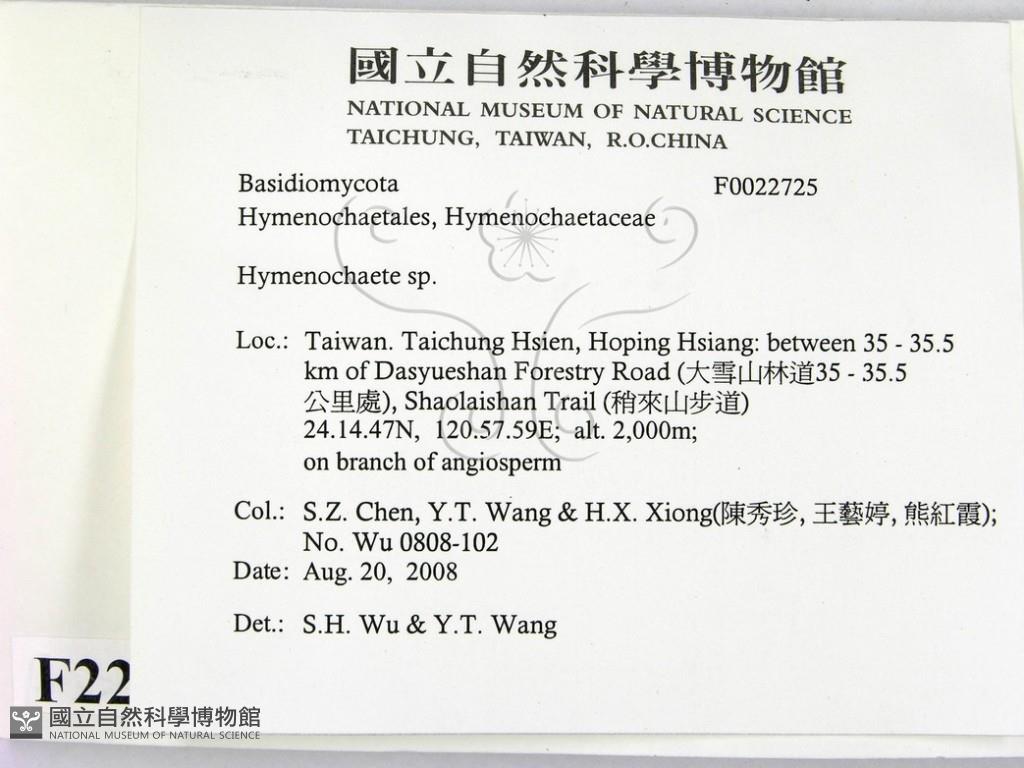 國立自然科學博物館
NATIONAL MUSEUM OF NATURAL SCIENCE
TAICHUNG, TAIWAN, R.O.CHINA
Basidiomycota F0022725
Hymenochaetales, Hymenochaetaceae
Hymenochaete sp.
Loc.: Taiwan. Taichung Hsien, Hoping Hsiang: between 35 - 35.5
km of Dasyueshan Forestry Road (大雪山林道35 - 35.5
公里處), Shaolaishan Trail (稍來山步道)
24.14.47N, 120.57.59E; alt. 2,000m;
on branch of angiosperm
Col.: S.Z. Chen, Y.T. Wang & H.X. Xiong(陳秀珍, 王藝婷, 熊紅霞);
No. Wu 0808-102
Date: Aug. 20, 2008
Det.: S.H. Wu & Y.T. Wang
F22
國立自然科學博物館
NATIONAL MUSEUM OF NATURAL SCIENCE